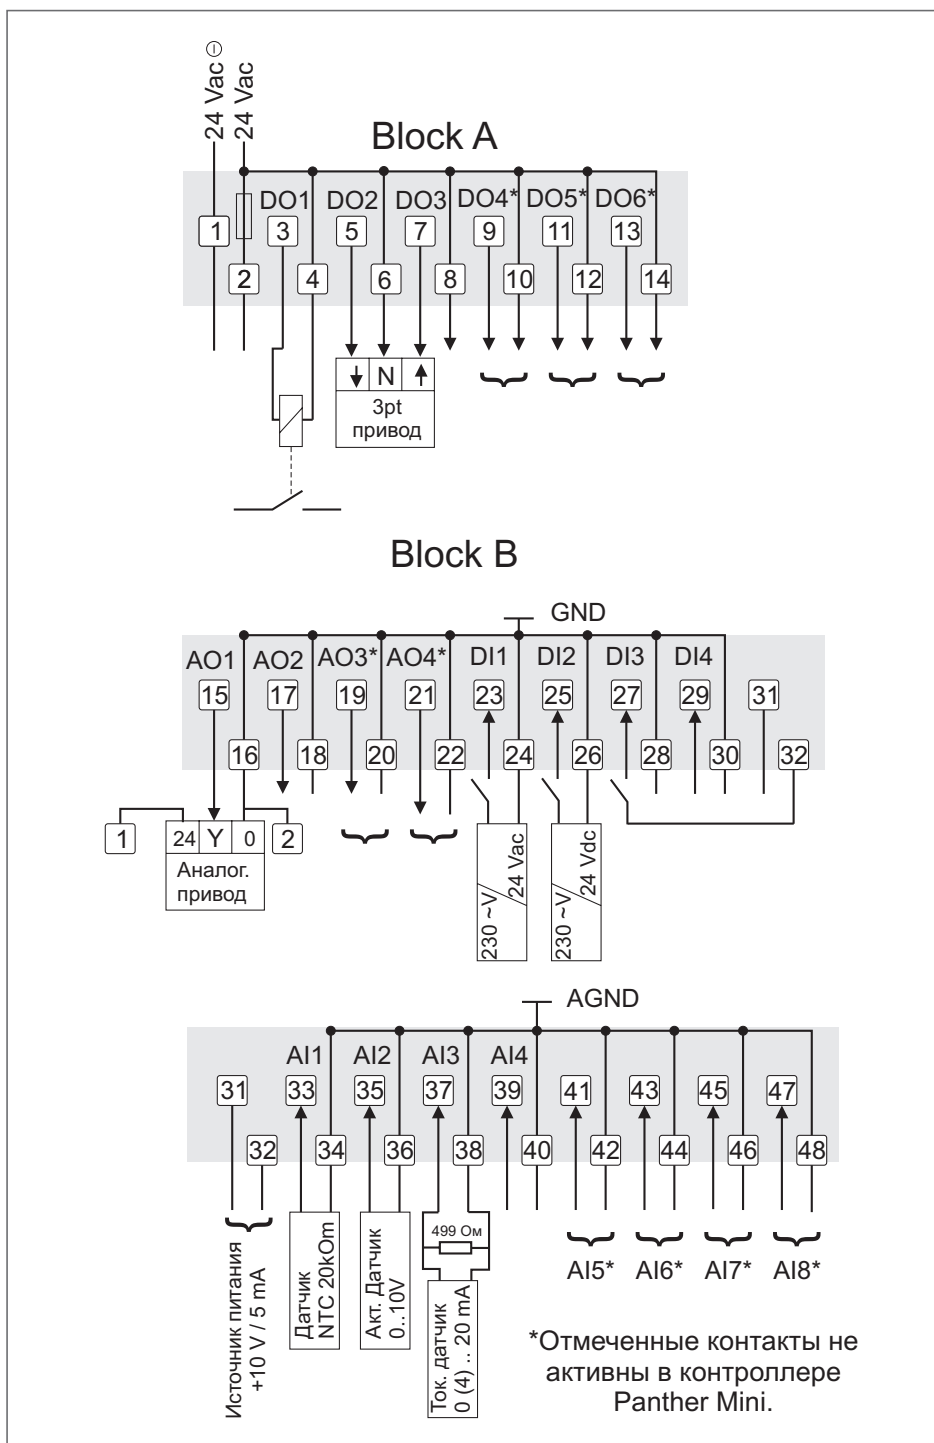 24 Vac
24 Vac
Block A
DO1 DO2 DO3 DO4* DO5* DO6*
1 3 5 7 9 11 13
2 4 6 8 10 12 14
N
3pt
привод
Block B
GND
AO1 AO2 AO3* AO4* DI1 DI2 DI3 DI4
15 17 19 21 23 25 27 29 31
16 18 20 22 24 26 28 30 32
1 24 Y 0 2
Аналог.
привод
230 ~V
24 Vac
230 ~V
24 Vdc
AGND
AI1 AI2 AI3 AI4
31 33 35 37 39 41 43 45 47
32 34 36 38 40 42 44 46 48
499 Ом
Источник питания
+10 V / 5 mA
Датчик
NTC 20kOm
Акт. Датчик
0..10V
Ток. датчик
0 (4) .. 20 mA
AI5* AI6* AI7* AI8*
*Отмеченные контакты не
активны в контроллере
Panther Mini.